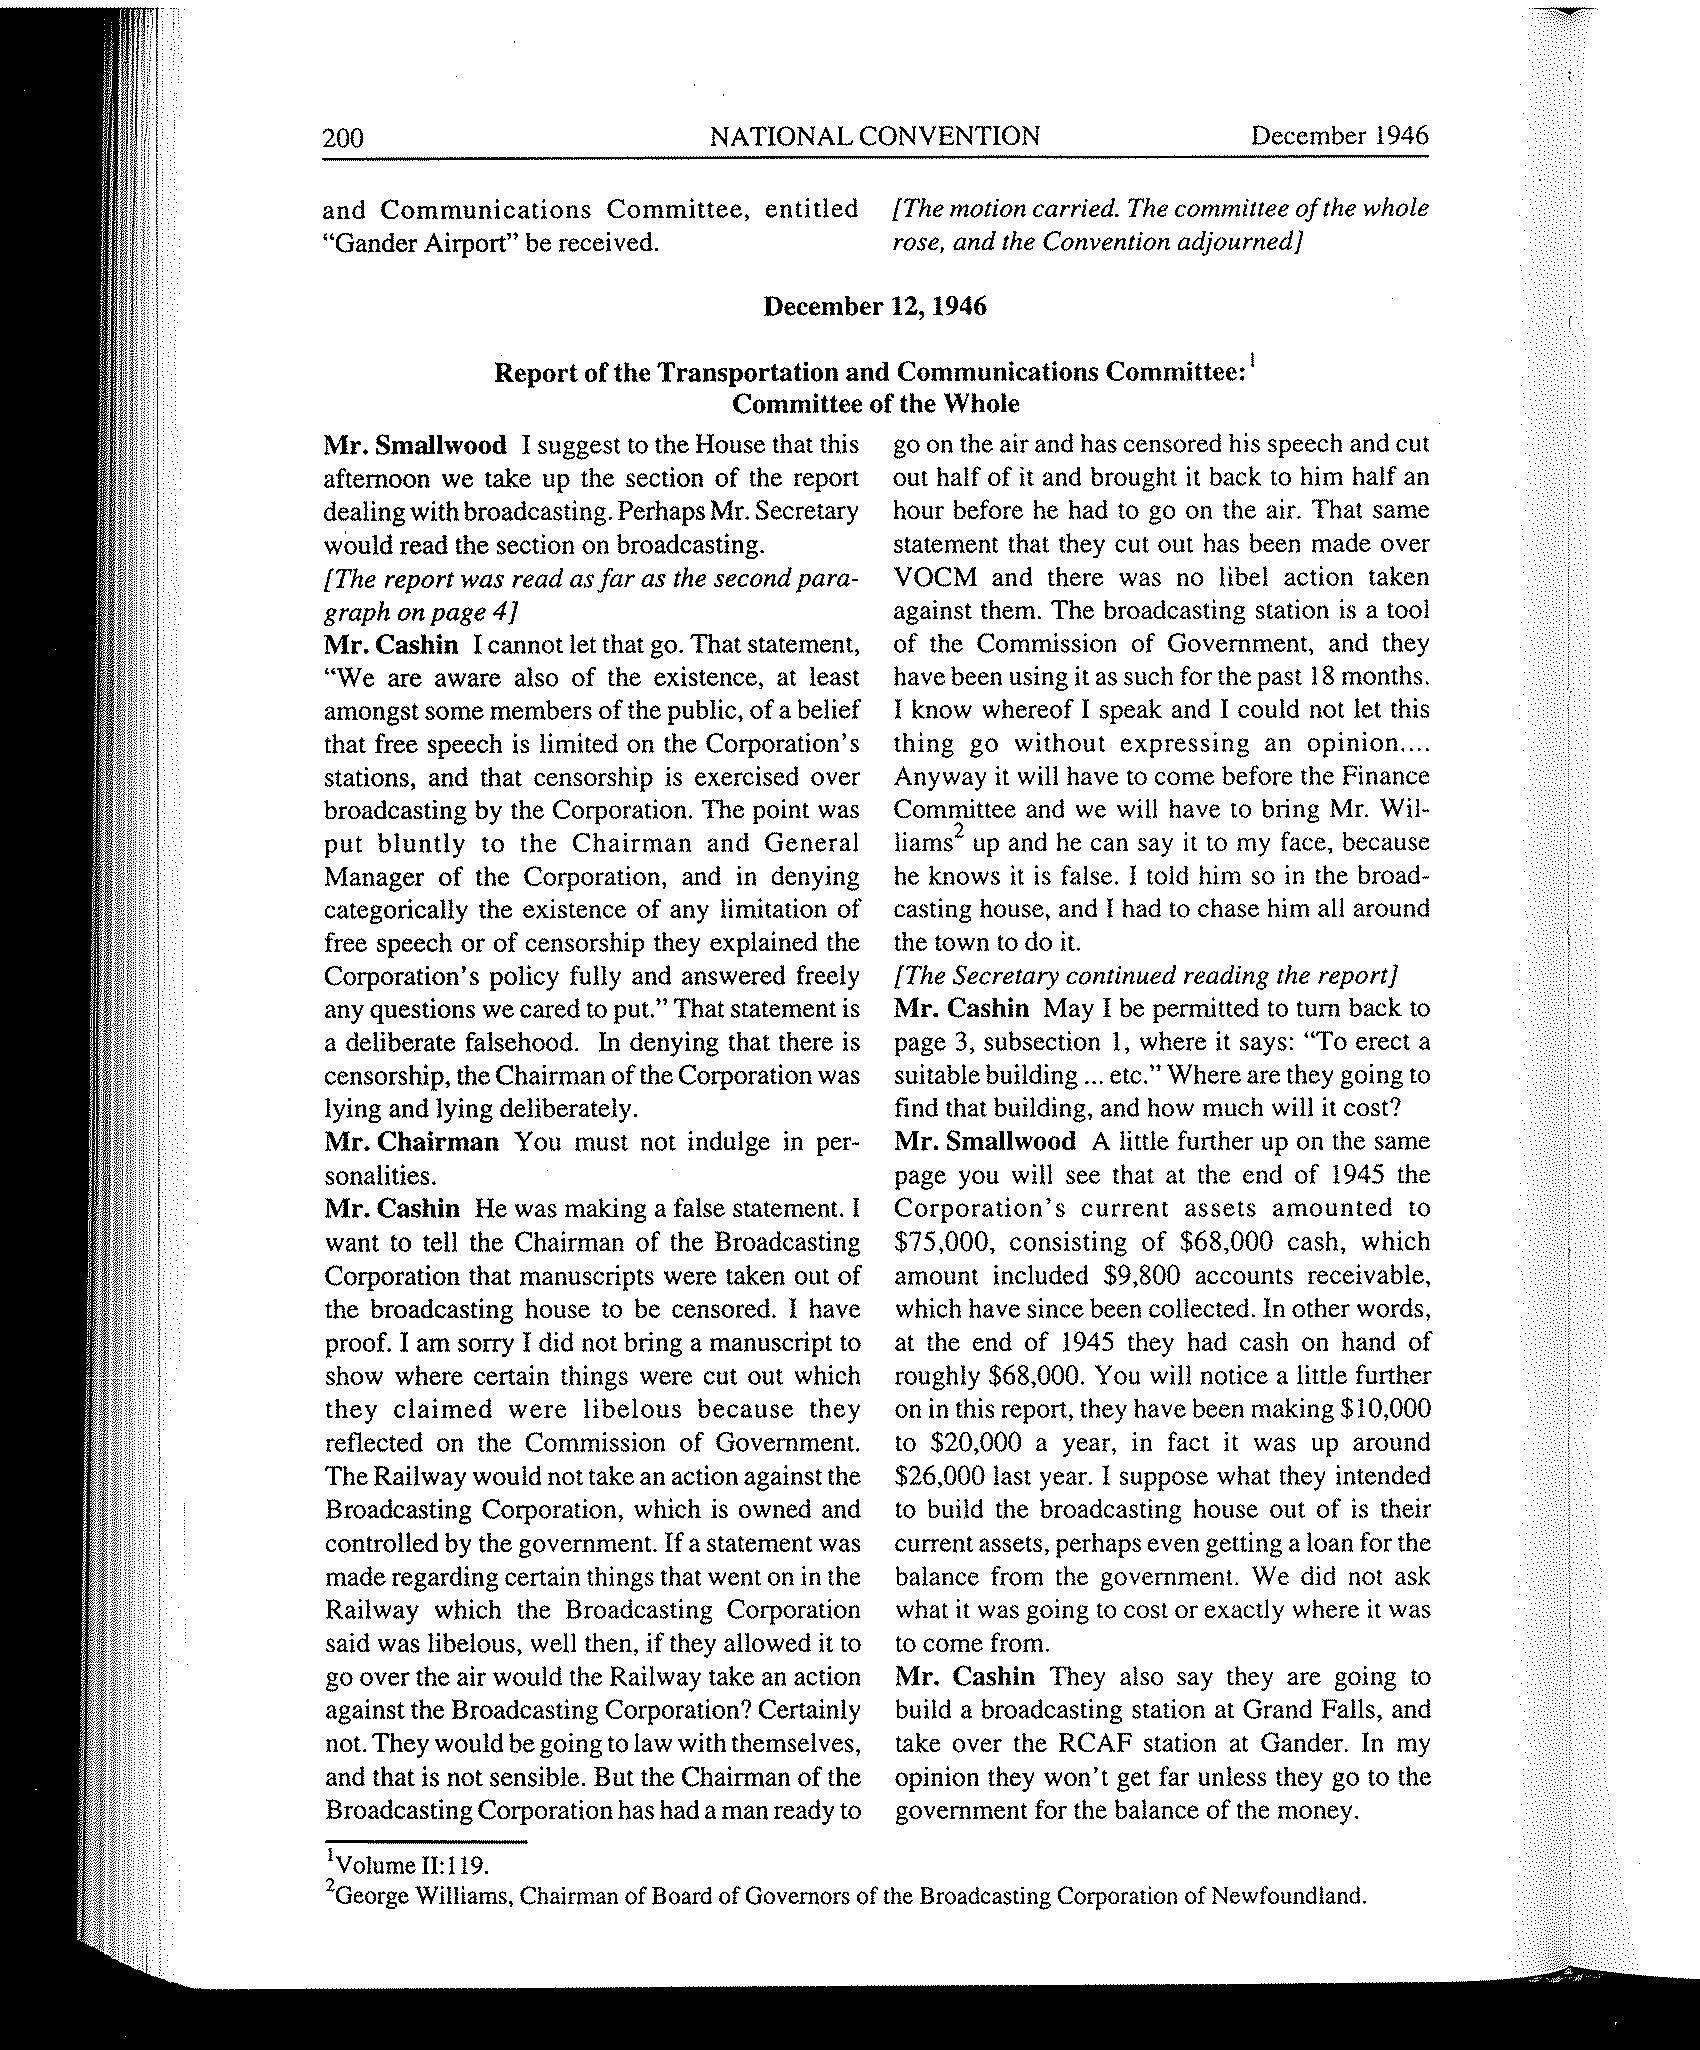 200 NATIONAL CONVENTION December 1946
and Communications Committee, entitled
“Gander Airport” be received.
[The motion carried. The committee of the whole
rose, and the Convention adjourned]
December 12, 1946
Report of the Transportation and Communications Committee:1
Committee of the Whole
Mr. Smallwood I suggest to the House that this
afternoon we take up the section of the report
dealing with broadcasting. Perhaps Mr. Secretary
would read the section on broadcasting.
[The report was read as far as the second para-
graph on page 4]
Mr. Cashin I cannot let that go. That statement,
“We are aware also of the existence, at least
amongst some members of the public, of a belief
that free speech is limited on the Corporation's
stations, and that censorship is exercised over
broadcasting by the Corporation. The point was
put bluntly to the Chairman and General
Manager of the Corporation, and in denying
categorically the existence of any limitation of
free speech or of censorship they explained the
Corporation's policy fully and answered freely
any questions we cared to put.” That statement is
a deliberate falsehood. In denying that there is
censorship, the Chairman of the Corporation was
lying and lying deliberately.
Mr. Chairman You must not indulge in per-
sonalities.
Mr. Cashin He was making a false statement. I
want to tell the Chairman of the Broadcasting
Corporation that manuscripts were taken out of
the broadcasting house to be censored. I have
proof. I am sorry I did not bring a manuscript to
show where certain things were cut out which
they claimed were libelous because they
reflected on the Commission of Government.
The Railway would not take an action against the
Broadcasting Corporation, which is owned and
controlled by the government. If a statement was
made regarding certain things that went on in the
Railway which the Broadcasting Corporation
said was libelous, well then, if they allowed it to
go over the air would the Railway take an action
against the Broadcasting Corporation? Certainly
not. They would be going to law with themselves,
and that is not sensible. But the Chairman of the
Broadcasting Corporation has had a man ready to
go on the air and has censored his speech and cut
out half of it and brought it back to him half an
hour before he had to go on the air. That same
statement that they cut out has been made over
VOCM and there was no libel action taken
against them. The broadcasting station is a tool
of the Commission of Government, and they
have been using it as such for the past 18 months.
I know whereof I speak and I could not let this
thing go without expressing an opinion....
Anyway it will have to come before the Finance
Committee and we will have to bring Mr. Wil-
liams2 up and he can say it to my face, because
he knows it is false. I told him so in the broad-
casting house, and I had to chase him all around
the town to do it.
[The Secretary continued reading the report]
Mr. Cashin May I be permitted to turn back to
page 3, subsection 1, where it says: “To erect a
suitable building ... etc.” Where are they going to
find that building, and how much will it cost?
Mr. Smallwood A little further up on the same
page you will see that at the end of 1945 the
Corporation's current assets amounted to
$75,000, consisting of $68,000 cash, which
amount included $9,800 accounts receivable,
which have since been collected. In other words,
at the end of 1945 they had cash on hand of
roughly $68,000. You will notice a little further
on in this report, they have been making $10,000
to $20,000 a year, in fact it was up around
$26,000 last year. I suppose what they intended
to build the broadcasting house out of is their
current assets, perhaps even getting a loan for the
balance from the government. We did not ask
what it was going to cost or exactly where it was
to come from.
Mr. Cashin They also say they are going to
build a broadcasting station at Grand Falls, and
take over the RCAF station at Gander. In my
opinion they won't get far unless they go to the
government for the balance of the money.
1Volume II:119.
2George Williams, Chairman of Board of Governors of the Broadcasting Corporation of Newfoundland.